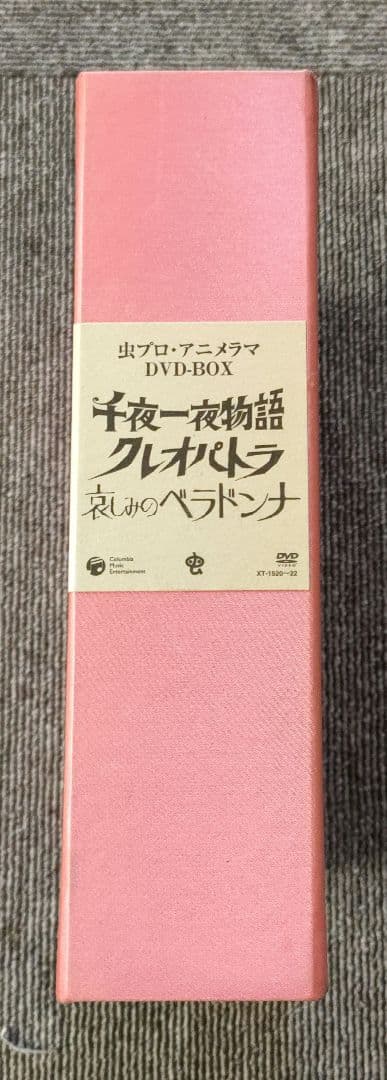 虫プロ・アニメラマ
DVD-BOX
千夜一夜物語
クレオパトラ
哀しみのベラドンナ
Columbia
Music
Entertainment
虫
DVD
VIDEO
XT-1520~22